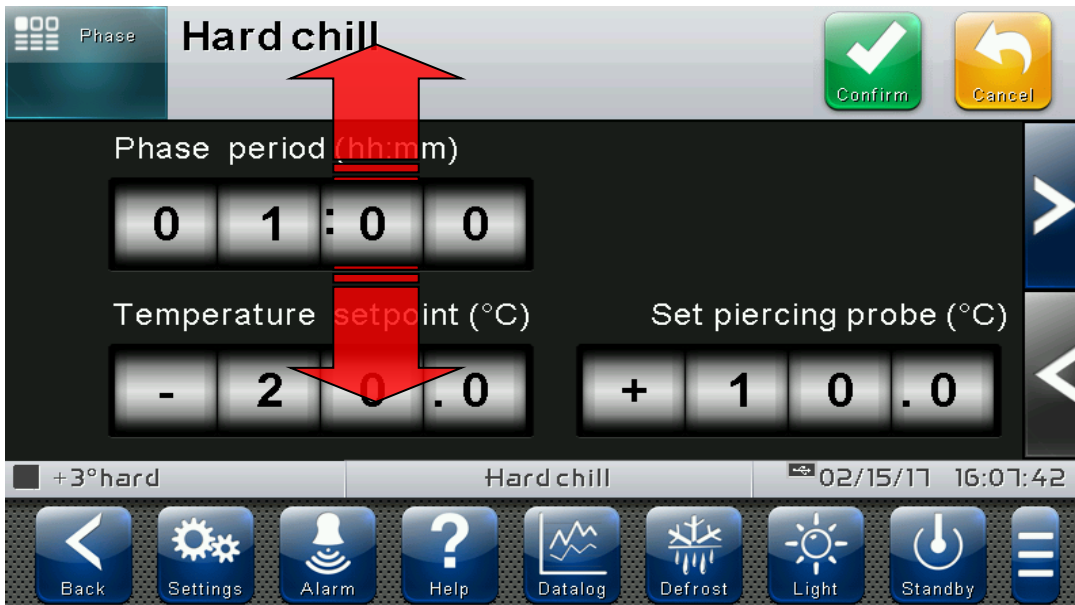 Phase
Hard chill
Confirm
Cancel
Phase period (hh:mm)
0 1 : 0 0
Temperature setpoint (°C)
Set piercing probe (°C)
- 2 0 . 0
+ 1 0 . 0
+3°hard
Hard chill
02/15/17 16:07:42
Back
Settings
Alarm
? Help
Datalog
Defrost
Light
Standby